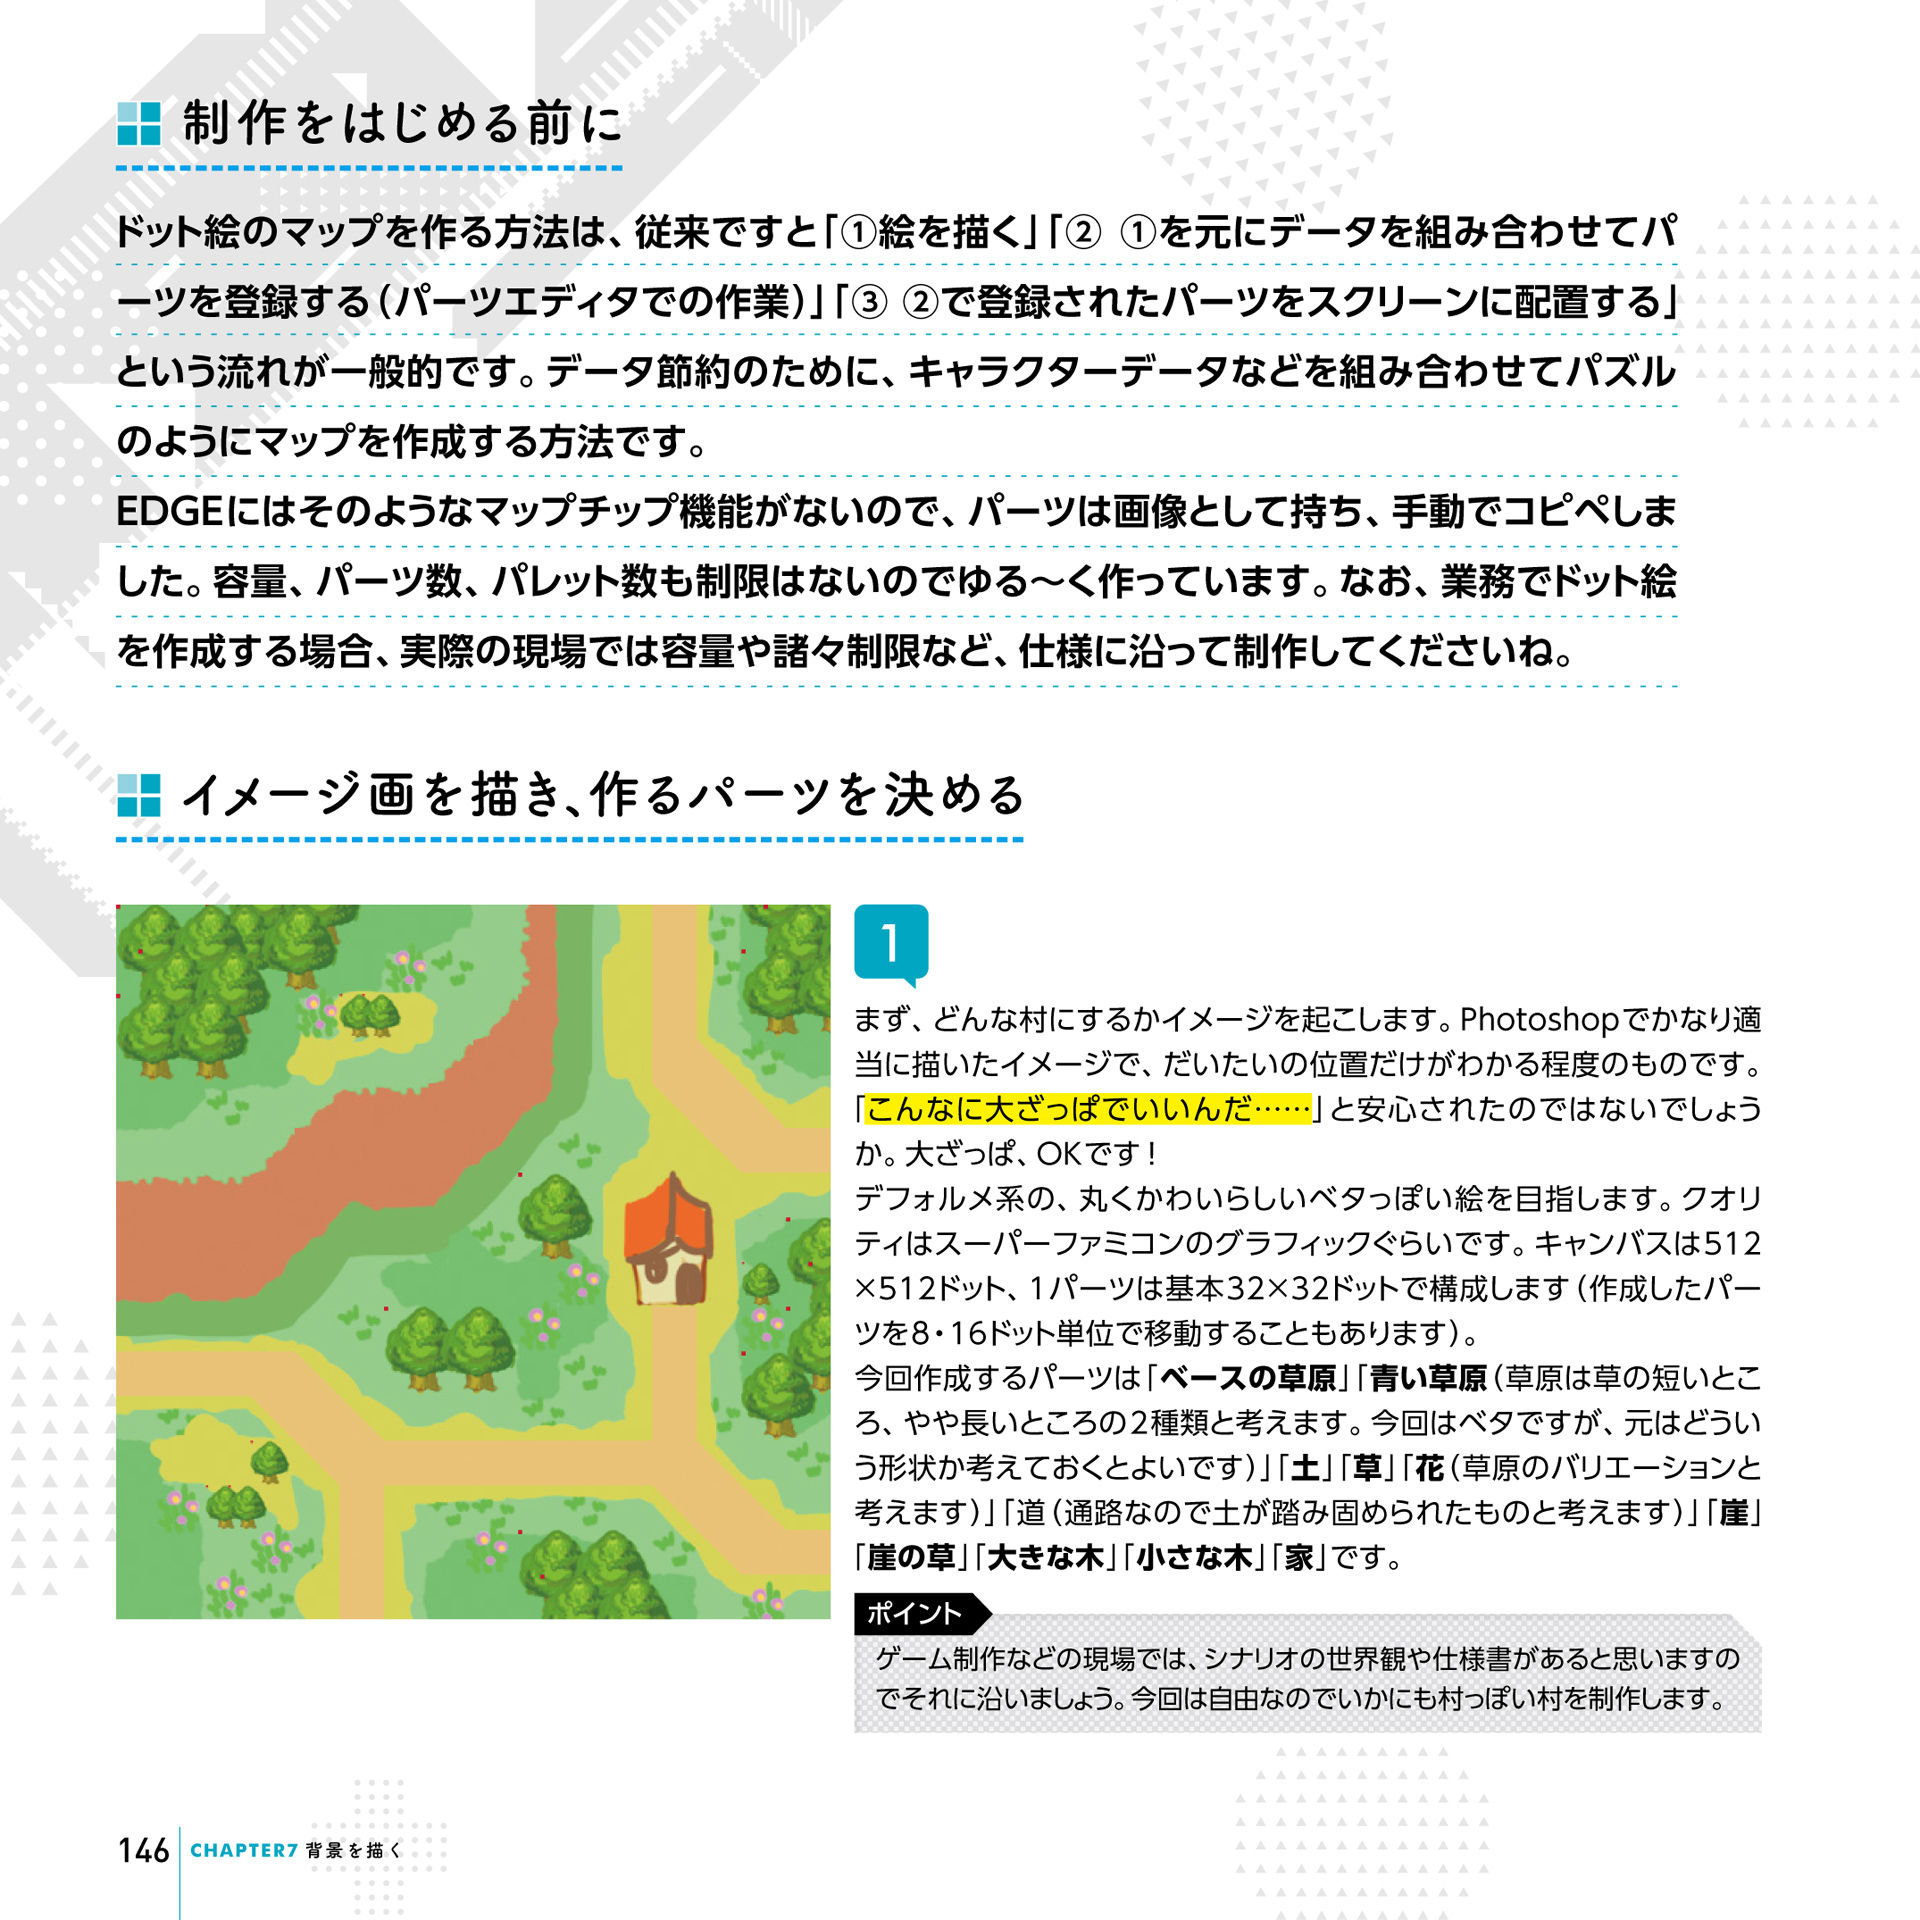 制作をはじめる前に
ドット絵のマップを作る方法は、従来ですと「①絵を描く」「② ①を元にデータを組み合わせてパ
ーツを登録する（パーツエディタでの作業）」「③ ②で登録されたパーツをスクリーンに配置する」
という流れが一般的です。データ節約のために、キャラクターデータなどを組み合わせてパズル
のようにマップを作成する方法です。
EDGEにはそのようなマップチップ機能がないので、パーツは画像として持ち、手動でコピペしま
した。容量、パーツ数、パレット数も制限はないのでゆる〜く作っています。なお、業務でドット絵
を作成する場合、実際の現場では容量や諸々制限など、仕様に沿って制作してくださいね。
イメージ画を描き、作るパーツを決める
1
まず、どんな村にするかイメージを起こします。Photoshopでかなり適
当に描いたイメージで、だいたいの位置だけがわかる程度のものです。
「こんなに大ざっぱでいいんだ……」と安心されたのではないでしょう
か。大ざっぱ、OKです！
デフォルメ系の、丸くかわいらしいベタっぽい絵を目指します。クオリ
ティはスーパーファミコンのグラフィックぐらいです。キャンバスは512
×512ドット、1パーツは基本32×32ドットで構成します（作成したパー
ツを8・16ドット単位で移動することもあります）。
今回作成するパーツは「ベースの草原」「青い草原（草原は草の短いとこ
ろ、やや長いところの2種類と考えます。今回はベタですが、元はどうい
う形状か考えておくとよいです）」「土」「草」「花（草原のバリエーションと
考えます）」「道（通路なので土が踏み固められたものと考えます）」「崖」
「崖の草」「大きな木」「小さな木」「家」です。
ポイント
ゲーム制作などの現場では、シナリオの世界観や仕様書があると思いますの
でそれに沿いましょう。今回は自由なのでいかにも村っぽい村を制作します。
146 CHAPTER7 背景を描く